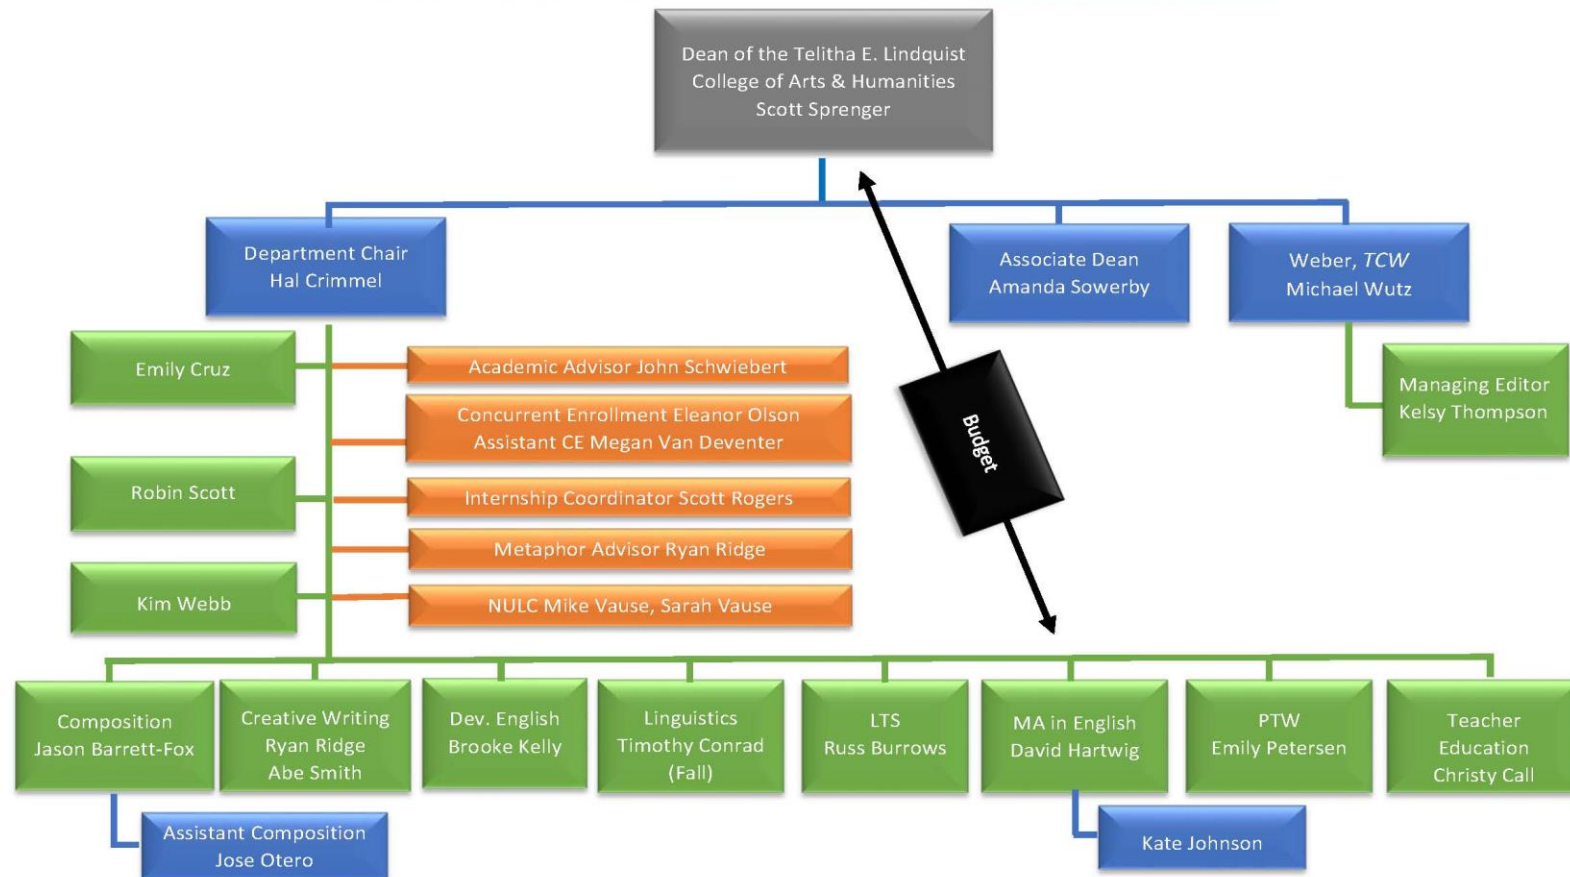 Dean of the Telitha E. Lindquist
College of Arts & Humanities
Scott Sprenger
Department Chair
Hal Crimmel
Associate Dean
Amanda Sowerby
Weber, TCW
Michael Wutz
Emily Cruz
Academic Advisor John Schwiebert
Managing Editor
Kelsy Thompson
Concurrent Enrollment Eleanor Olson
Assistant CE Megan Van Deventer
Budget
Robin Scott
Internship Coordinator Scott Rogers
Metaphor Advisor Ryan Ridge
Kim Webb
NULC Mike Vause, Sarah Vause
Composition
Jason Barrett-Fox
Creative Writing
Ryan Ridge
Abe Smith
Dev. English
Brooke Kelly
Linguistics
Timothy Conrad
(Fall)
LTS
Russ Burrows
MA in English
David Hartwig
PTW
Emily Petersen
Teacher
Education
Christy Call
Assistant Composition
Jose Otero
Kate Johnson